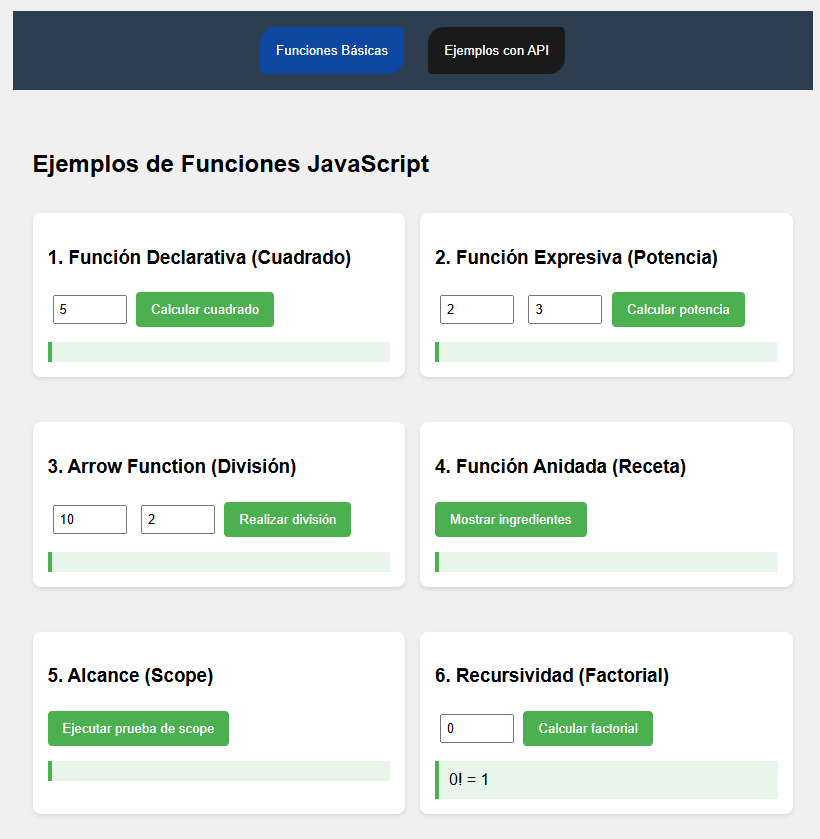 Funciones Básicas
Ejemplos con API
Ejemplos de Funciones JavaScript
1. Función Declarativa (Cuadrado)
5 Calcular cuadrado
2. Función Expresiva (Potencia)
2 3 Calcular potencia
3. Arrow Function (División)
10 2 Realizar división
4. Función Anidada (Receta)
Mostrar ingredientes
5. Alcance (Scope)
Ejecutar prueba de scope
6. Recursividad (Factorial)
0 Calcular factorial
0! = 1